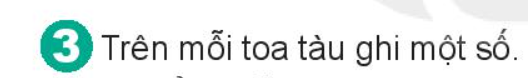 3 Trên mỗi toa tàu ghi một số.